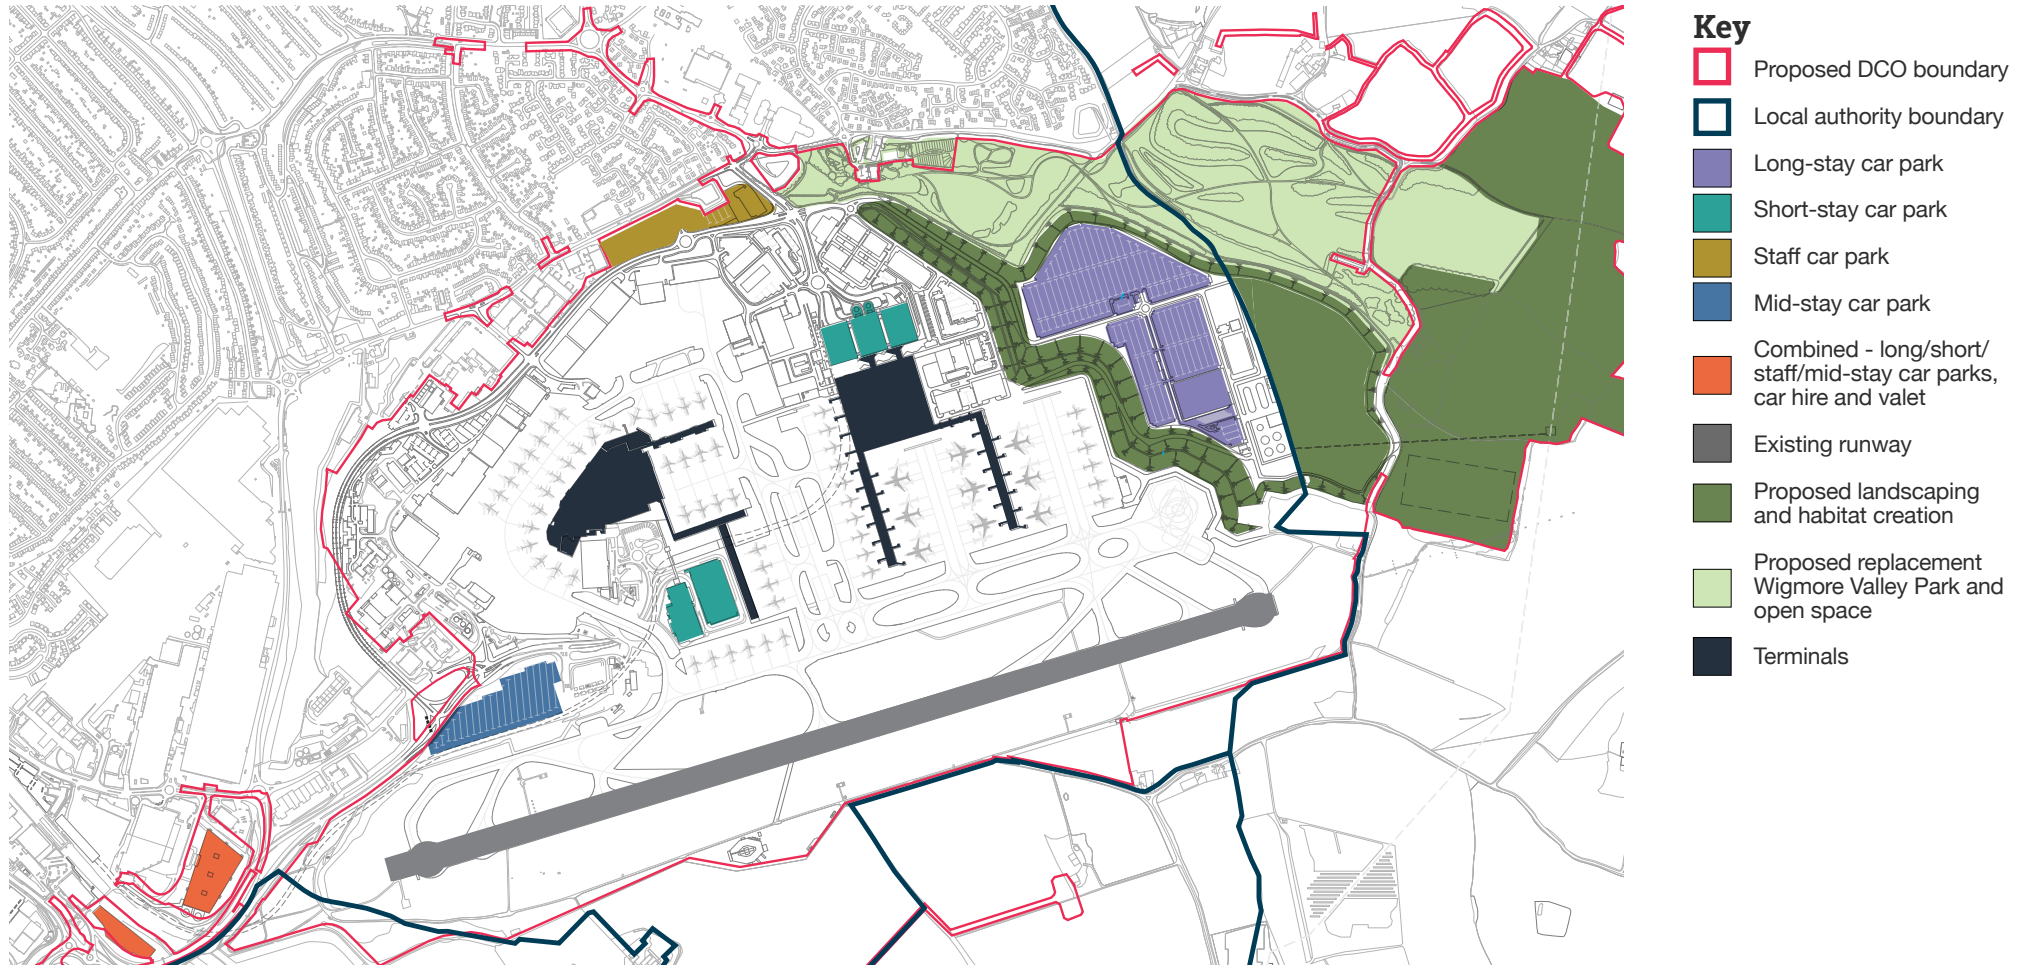 Key
Proposed DCO boundary
Local authority boundary
Long-stay car park
Short-stay car park
Staff car park
Mid-stay car park
Combined - long/short/
staff/mid-stay car parks,
car hire and valet
Existing runway
Proposed landscaping
and habitat creation
Proposed replacement
Wigmore Valley Park and
open space
Terminals